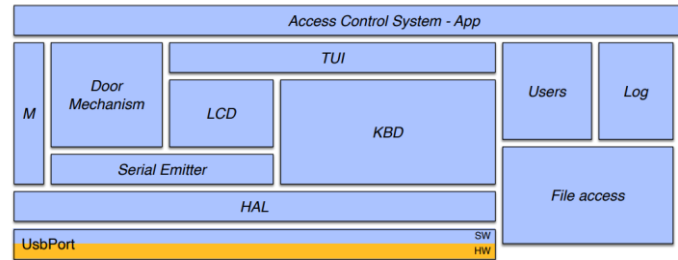 Access Control System - App
TUI
M
Door
Mechanism
LCD
KBD
Users
Log
Serial Emitter
HAL
File access
UsbPort
SW
HW